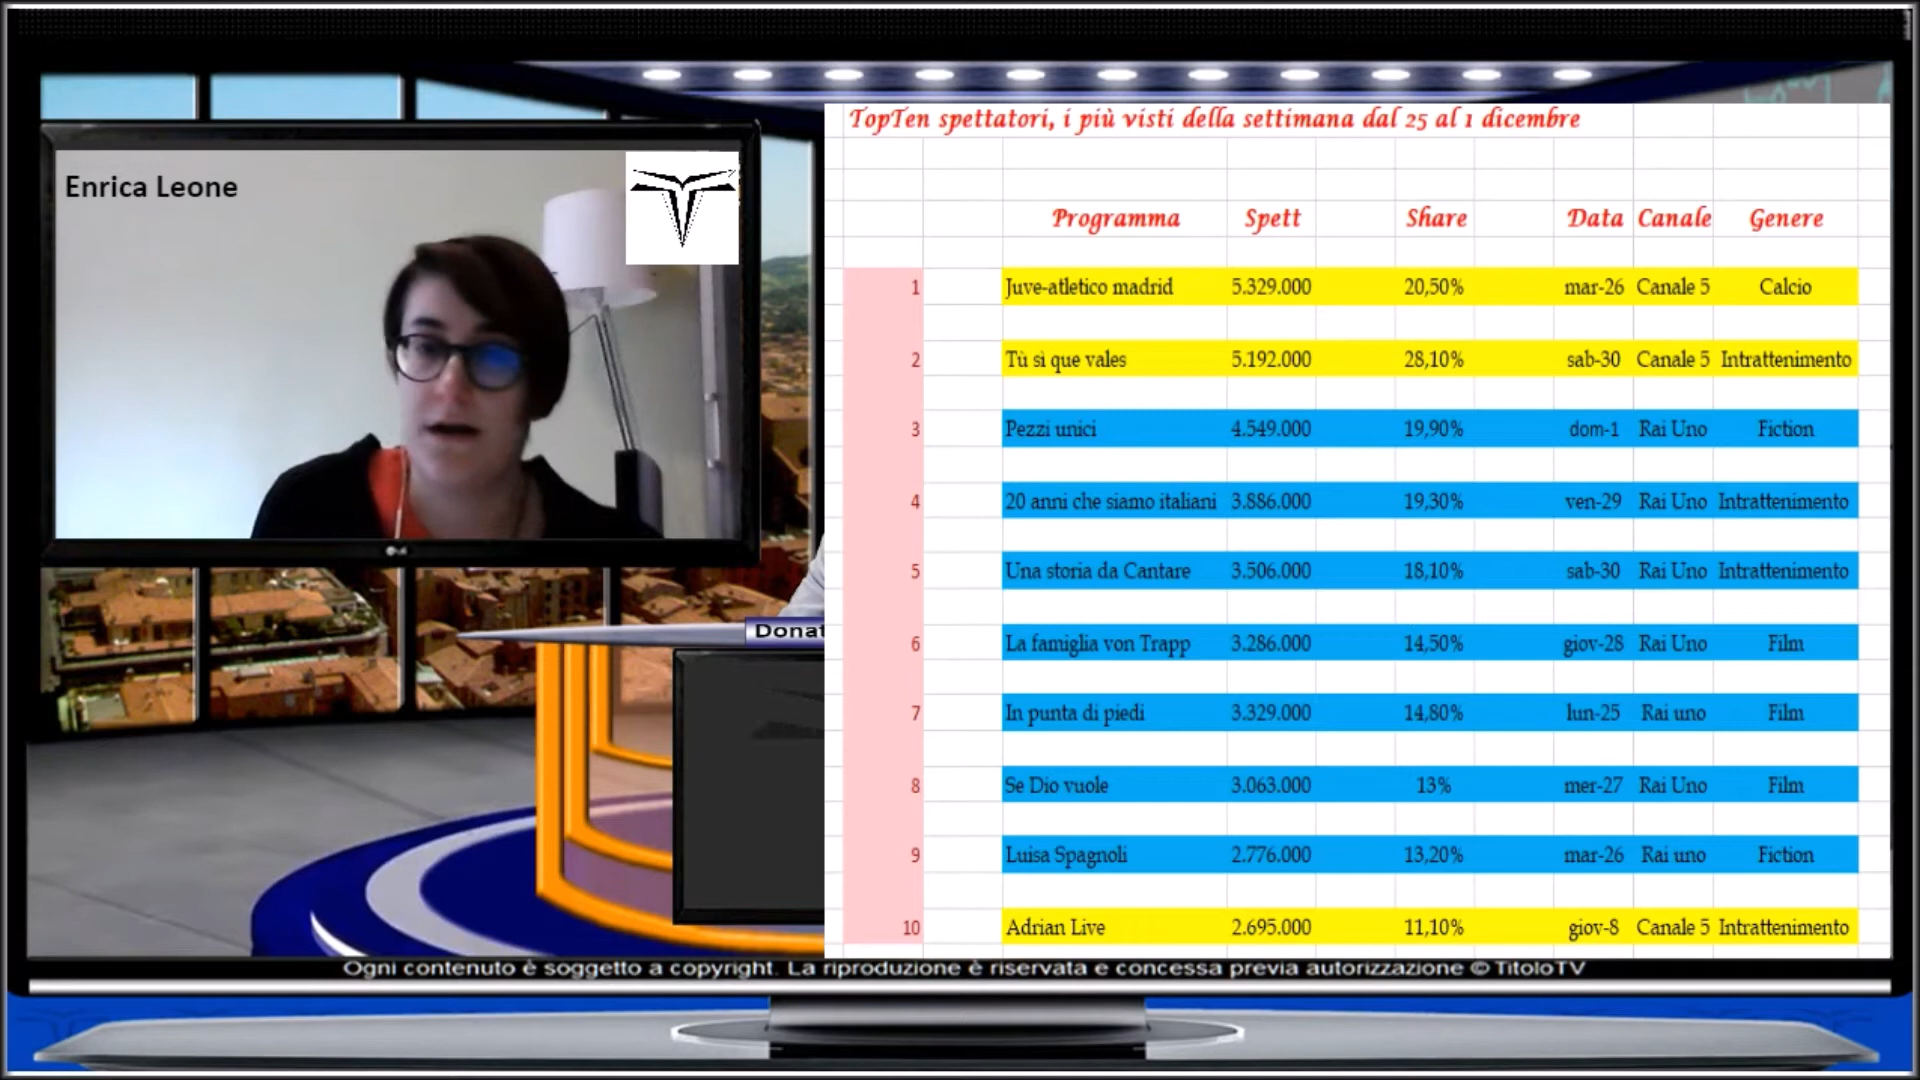 Enrica Leone
TopTen spettatori, i più visti della settimana dal 25 al 1 dicembre
Programma Spett Share Data Canale Genere
1 Juve-atletico madrid 5.329.000 20,50% mar-26 Canale 5 Calcio
2 Tù sì que vales 5.192.000 28,10% sab-30 Canale 5 Intrattenimento
3 Pezzi unici 4.549.000 19,90% dom-1 Rai Uno Fiction
4 20 anni che siamo italiani 3.886.000 19,30% ven-29 Rai Uno Intrattenimento
5 Una storia da Cantare 3.506.000 18,10% sab-30 Rai Uno Intrattenimento
6 La famiglia von Trapp 3.286.000 14,50% giov-28 Rai Uno Film
7 In punta di piedi 3.329.000 14,80% lun-25 Rai uno Film
8 Se Dio vuole 3.063.000 13% mer-27 Rai Uno Film
9 Luisa Spagnoli 2.776.000 13,20% mar-26 Rai uno Fiction
10 Adrian Live 2.695.000 11,10% giov-8 Canale 5 Intrattenimento
Donat
Ogni contenuto è soggetto a copyright. La riproduzione è riservata e concessa previa autorizzazione © TitoloTV